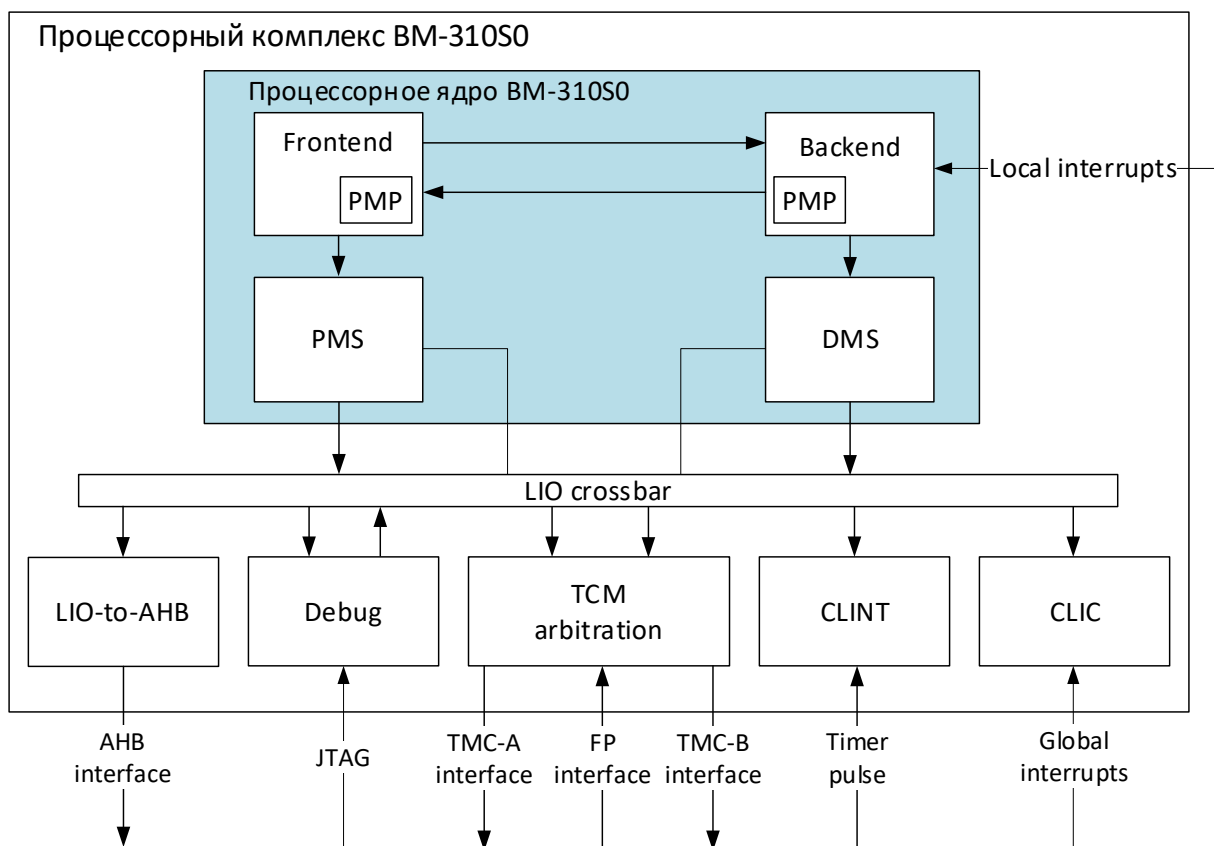 Процессорный комплекс BM-310S0
Процессорное ядро BM-310S0
Frontend
PMP
Backend
PMP
Local interrupts
PMS
DMS
LIO crossbar
LIO-to-AHB
Debug
TCM
arbitration
CLINT
CLIC
AHB
interface
JTAG
TMC-A
interface
FP
interface
TMC-B
interface
Timer
pulse
Global
interrupts